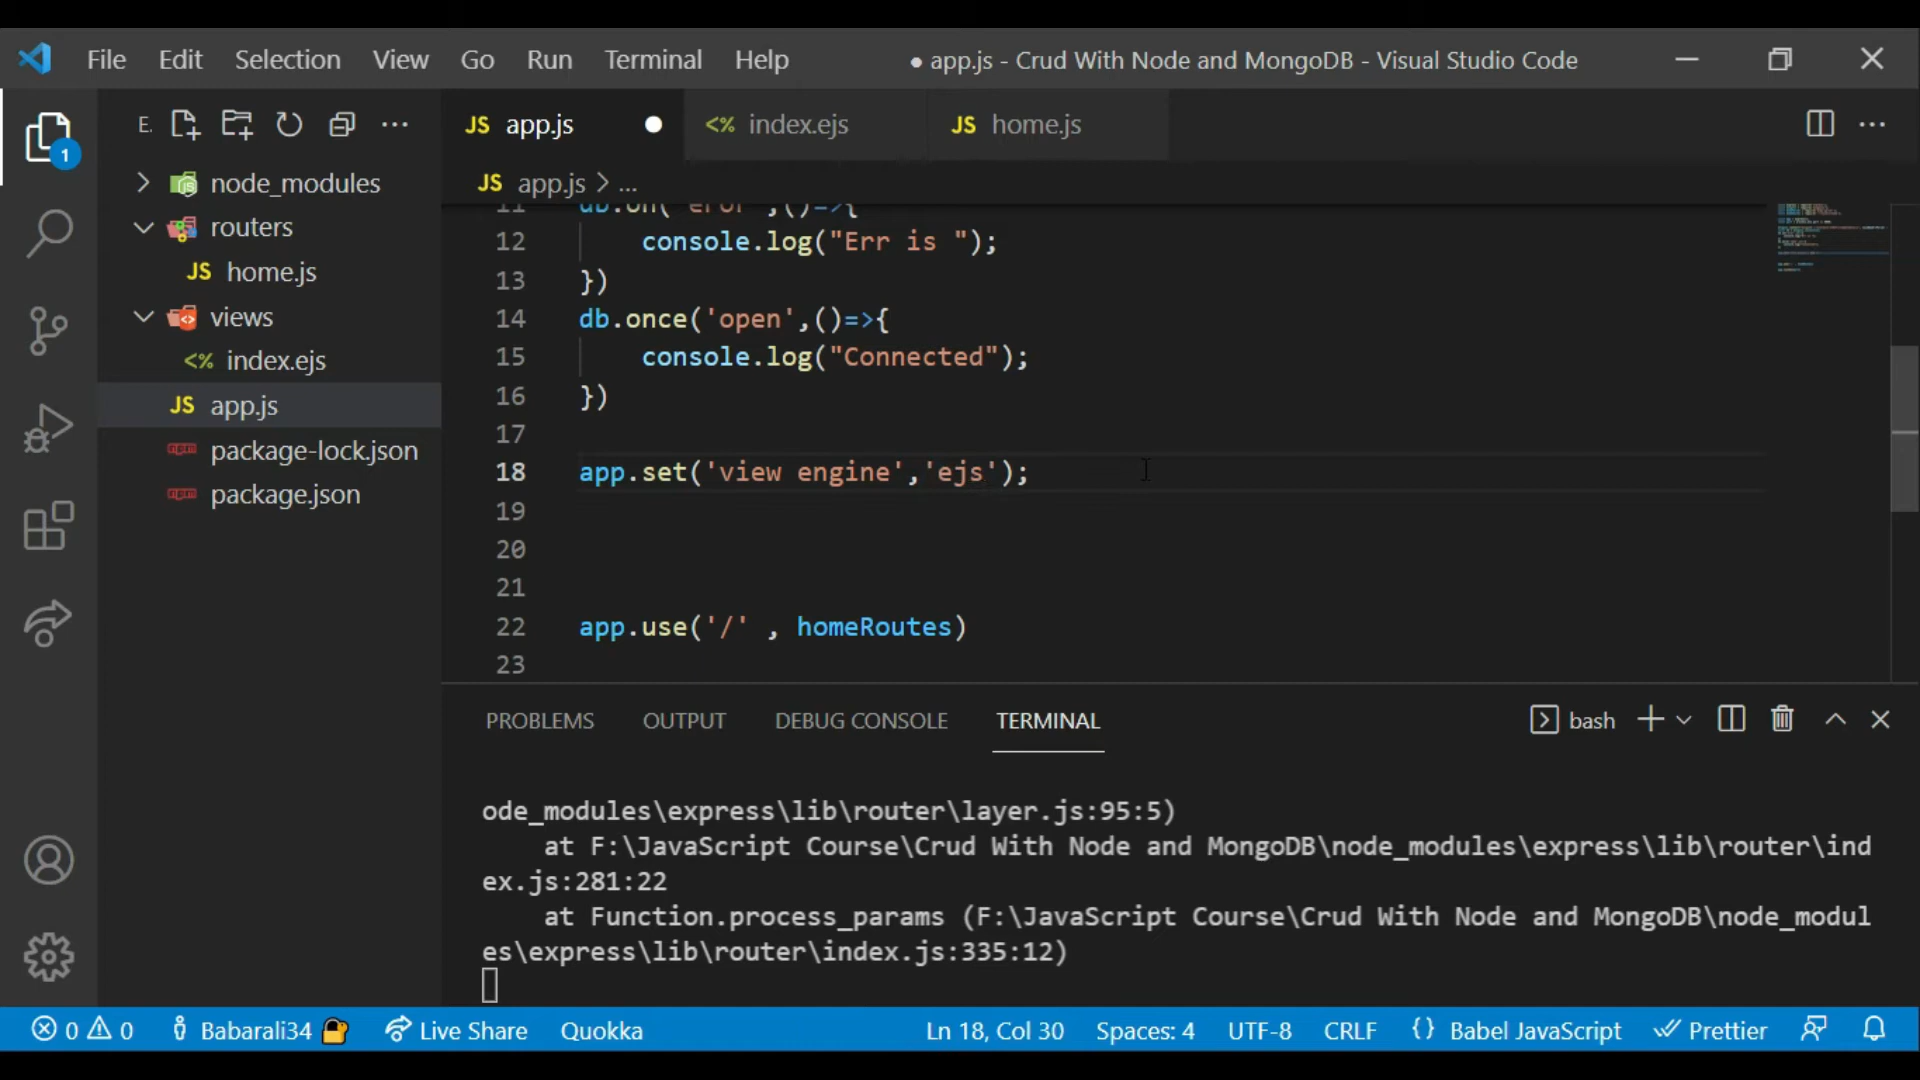 File Edit Selection View Go Run Terminal Help ● app.js - Crud With Node and MongoDB - Visual Studio Code
E.
JS app.js ● <% index.ejs JS home.js
JS app.js > ...
1
node_modules
routers
JS home.js
views
<% index.ejs
JS app.js
package-lock.json
package.json
11 db.on("eror",()=>{
12 console.log("Err is ");
13 })
14 db.once('open',()=>{
15 console.log("Connected");
16 })
17
18 app.set('view engine','ejs');
19
20
21
22 app.use('/' , homeRoutes)
23
PROBLEMS OUTPUT DEBUG CONSOLE TERMINAL bash
ode_modules\express\lib\router\layer.js:95:5)
at F:\JavaScript Course\Crud With Node and MongoDB\node_modules\express\lib\router\ind
ex.js:281:22
at Function.process_params (F:\JavaScript Course\Crud With Node and MongoDB\node_modul
es\express\lib\router\index.js:335:12)
0 0 Babarali34 Live Share Quokka Ln 18, Col 30 Spaces: 4 UTF-8 CRLF {} Babel JavaScript Prettier